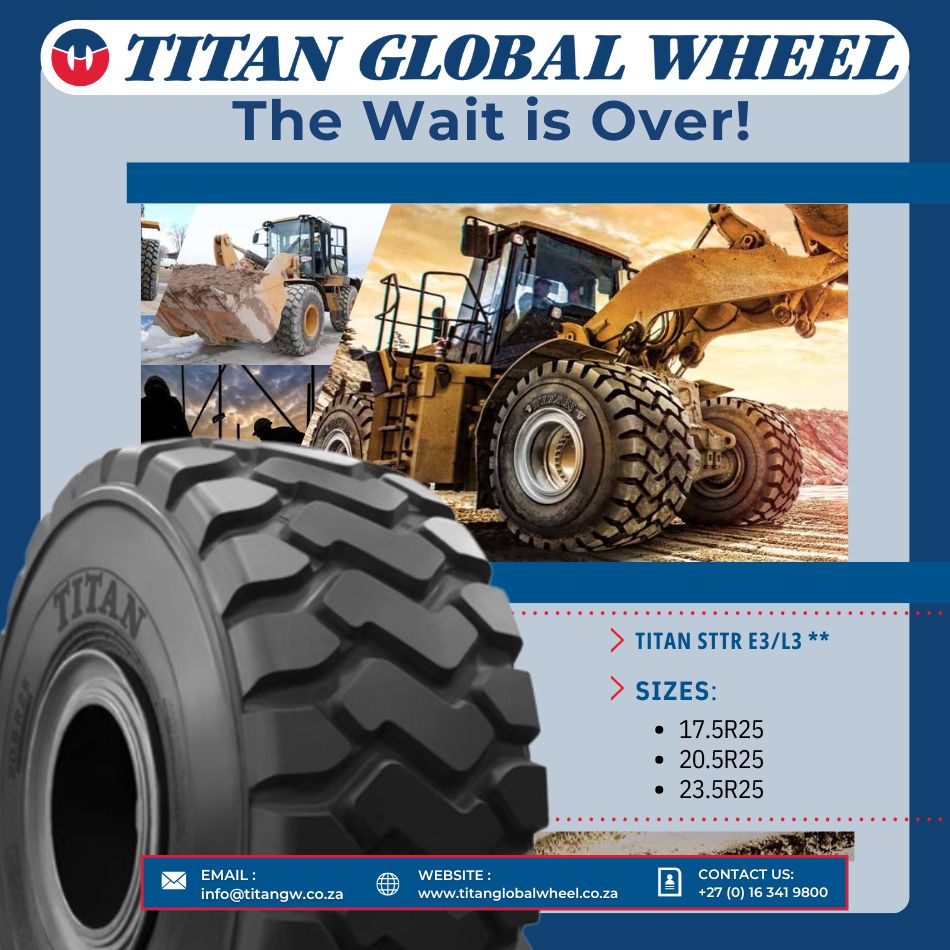 TITAN GLOBAL WHEEL
The Wait is Over!
TITAN
TITAN
TITAN STTR E3/L3 **
SIZES:
17.5R25
20.5R25
23.5R25
EMAIL :
info@titangw.co.za
WEBSITE :
www.titanglobalwheel.co.za
CONTACT US:
+27 (0) 16 341 9800